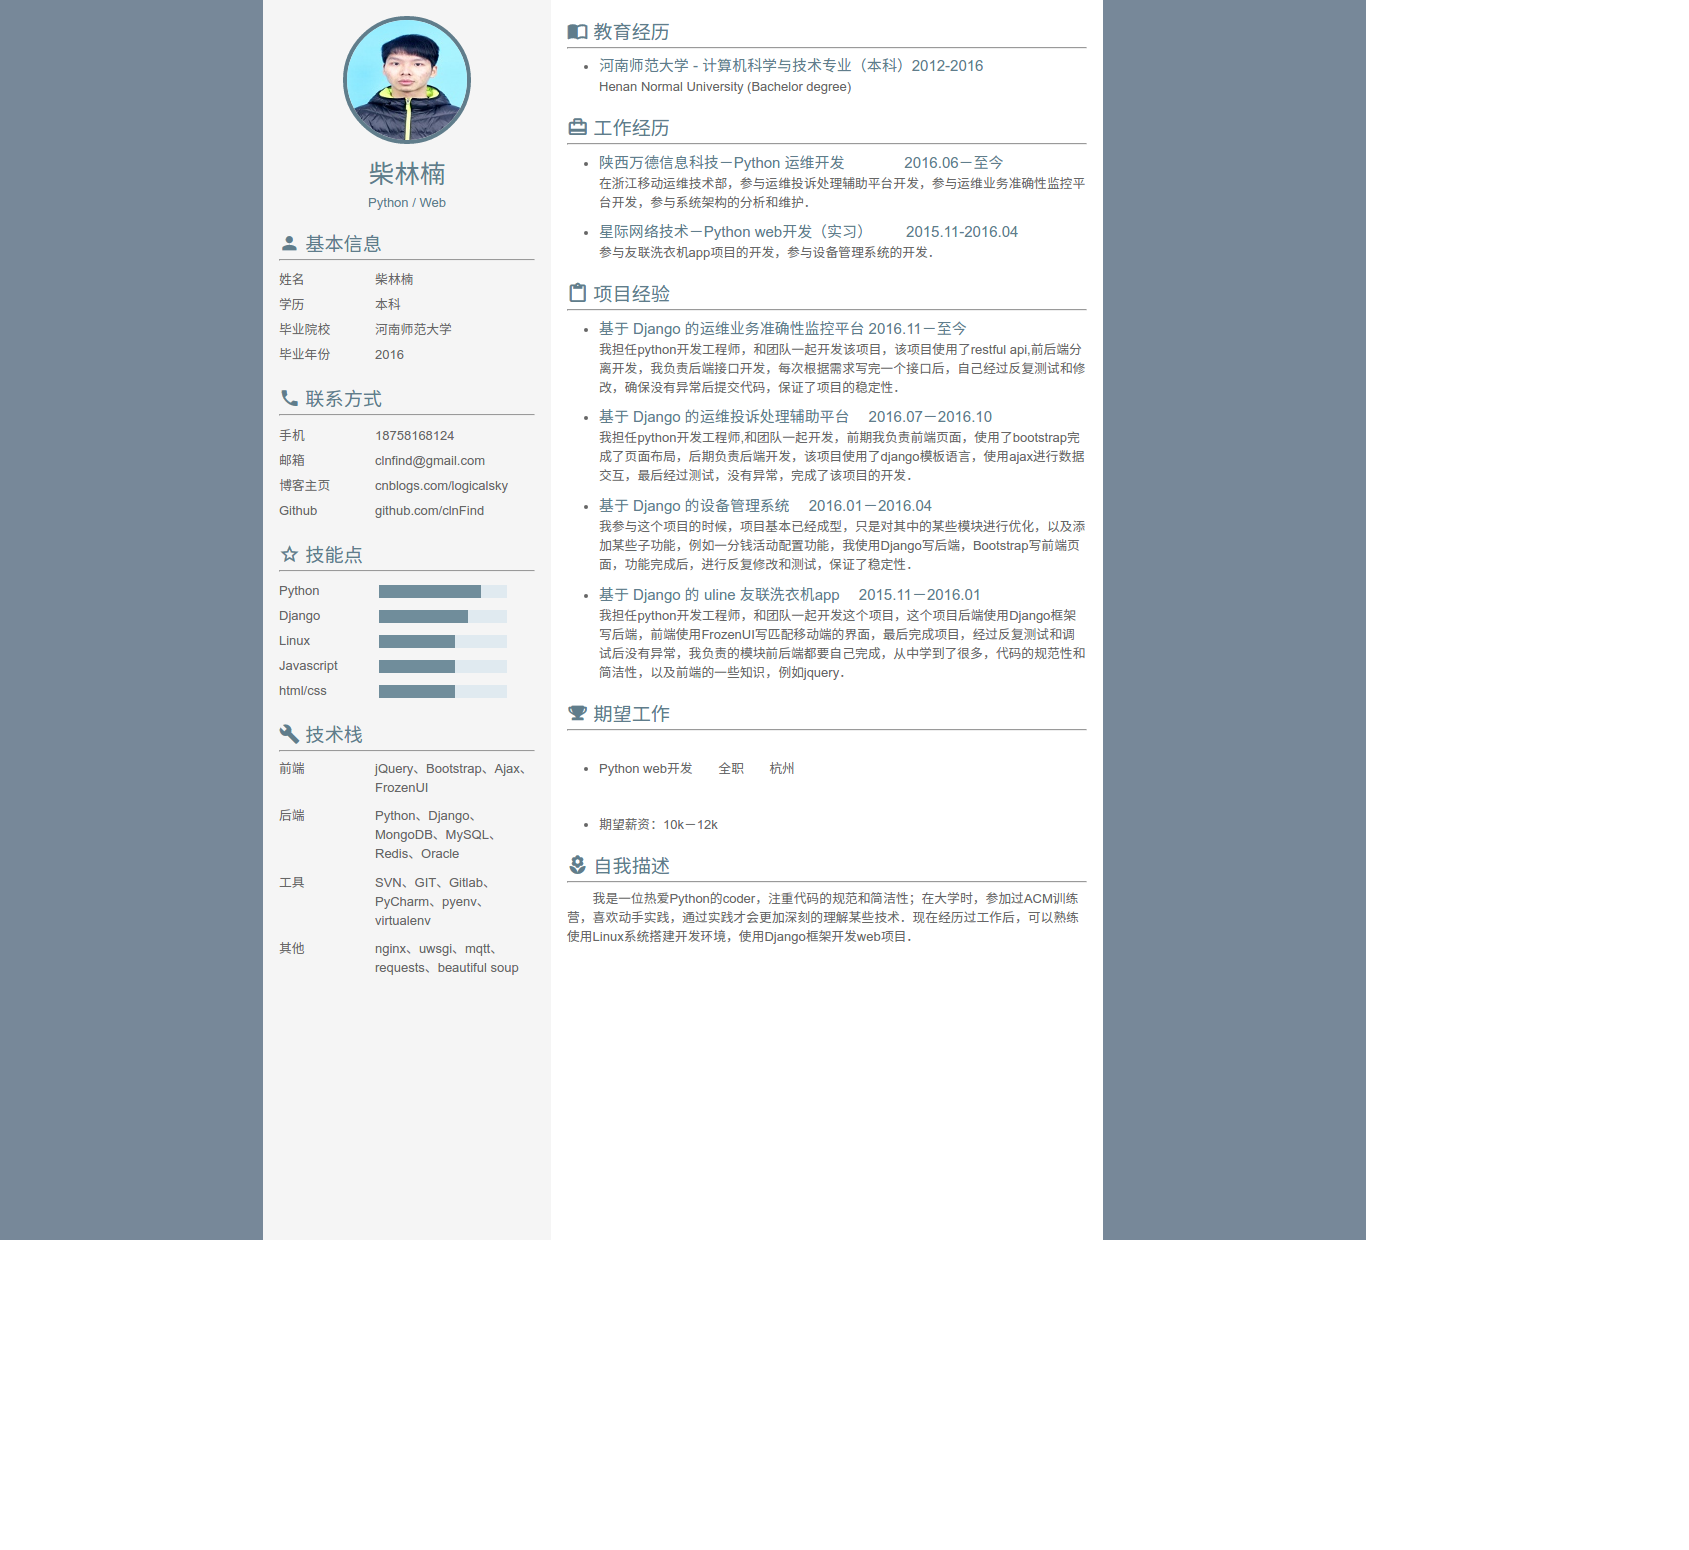 柴林楠
Python / Web
基本信息
姓名 柴林楠
学历 本科
毕业院校 河南师范大学
毕业年份 2016
联系方式
手机 18758168124
邮箱 clnfind@gmail.com
博客主页 cnblogs.com/logicalsky
Github github.com/clnFind
技能点
Python
Django
Linux
Javascript
html/css
技术栈
前端 jQuery、Bootstrap、Ajax、
FrozenUI
后端 Python、Django、
MongoDB、MySQL、
Redis、Oracle
工具 SVN、GIT、Gitlab、
PyCharm、pyenv、
virtualenv
其他 nginx、uwsgi、mqtt、
requests、beautiful soup
教育经历
河南师范大学 - 计算机科学与技术专业（本科）2012-2016
Henan Normal University (Bachelor degree)
工作经历
陕西万德信息科技－Python 运维开发 2016.06－至今
在浙江移动运维技术部，参与运维投诉处理辅助平台开发，参与运维业务准确性监控平
台开发，参与系统架构的分析和维护．
星际网络技术－Python web开发（实习） 2015.11-2016.04
参与友联洗衣机app项目的开发，参与设备管理系统的开发．
项目经验
基于 Django 的运维业务准确性监控平台 2016.11－至今
我担任python开发工程师，和团队一起开发该项目，该项目使用了restful api,前后端分
离开发，我负责后端接口开发，每次根据需求写完一个接口后，自己经过反复测试和修
改，确保没有异常后提交代码，保证了项目的稳定性．
基于 Django 的运维投诉处理辅助平台 2016.07－2016.10
我担任python开发工程师,和团队一起开发，前期我负责前端页面，使用了bootstrap完
成了页面布局，后期负责后端开发，该项目使用了django模板语言，使用ajax进行数据
交互，最后经过测试，没有异常，完成了该项目的开发．
基于 Django 的设备管理系统 2016.01－2016.04
我参与这个项目的时候，项目基本已经成型，只是对其中的某些模块进行优化，以及添
加某些子功能，例如一分钱活动配置功能，我使用Django写后端，Bootstrap写前端页
面，功能完成后，进行反复修改和测试，保证了稳定性．
基于 Django 的 uline 友联洗衣机app 2015.11－2016.01
我担任python开发工程师，和团队一起开发这个项目，这个项目后端使用Django框架
写后端，前端使用FrozenUI写匹配移动端的界面，最后完成项目，经过反复测试和调
试后没有异常，我负责的模块前后端都要自己完成，从中学到了很多，代码的规范性和
简洁性，以及前端的一些知识，例如jquery．
期望工作
Python web开发 全职 杭州
期望薪资：10k－12k
自我描述
我是一位热爱Python的coder，注重代码的规范和简洁性；在大学时，参加过ACM训练
营，喜欢动手实践，通过实践才会更加深刻的理解某些技术．现在经历过工作后，可以熟练
使用Linux系统搭建开发环境，使用Django框架开发web项目．